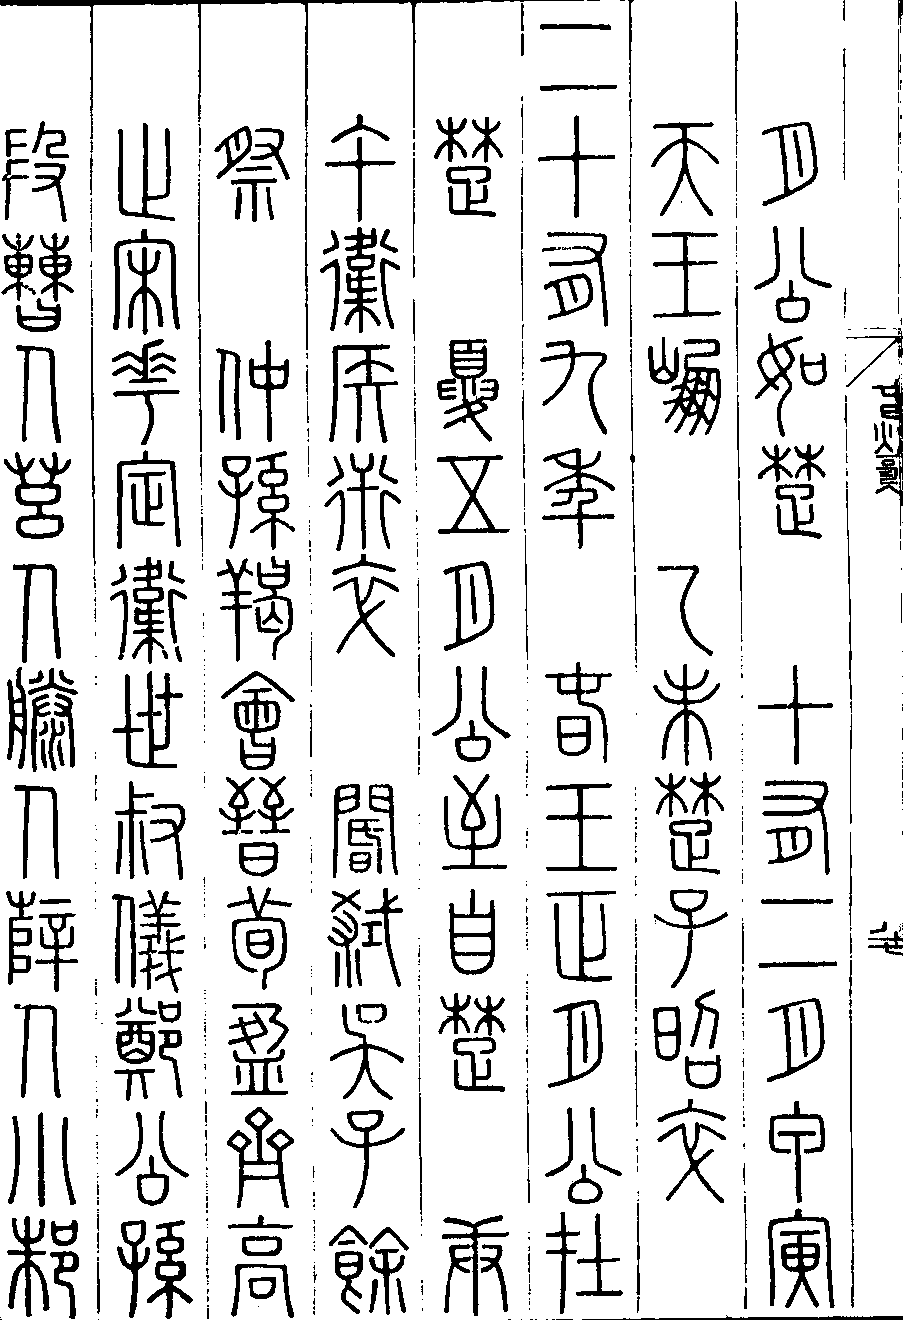 月公如楚　十有二月甲寅
天王崩　乙未楚子昭卒
二十有九年　春王正月公在
楚　夏五月公至自楚　庚
午衞侯衎卒　閽弒吳子餘
祭　仲孫羯會晉荀盈齊高
止宋華定衞世叔儀鄭公孫
段曹人莒人滕人薛人小邾